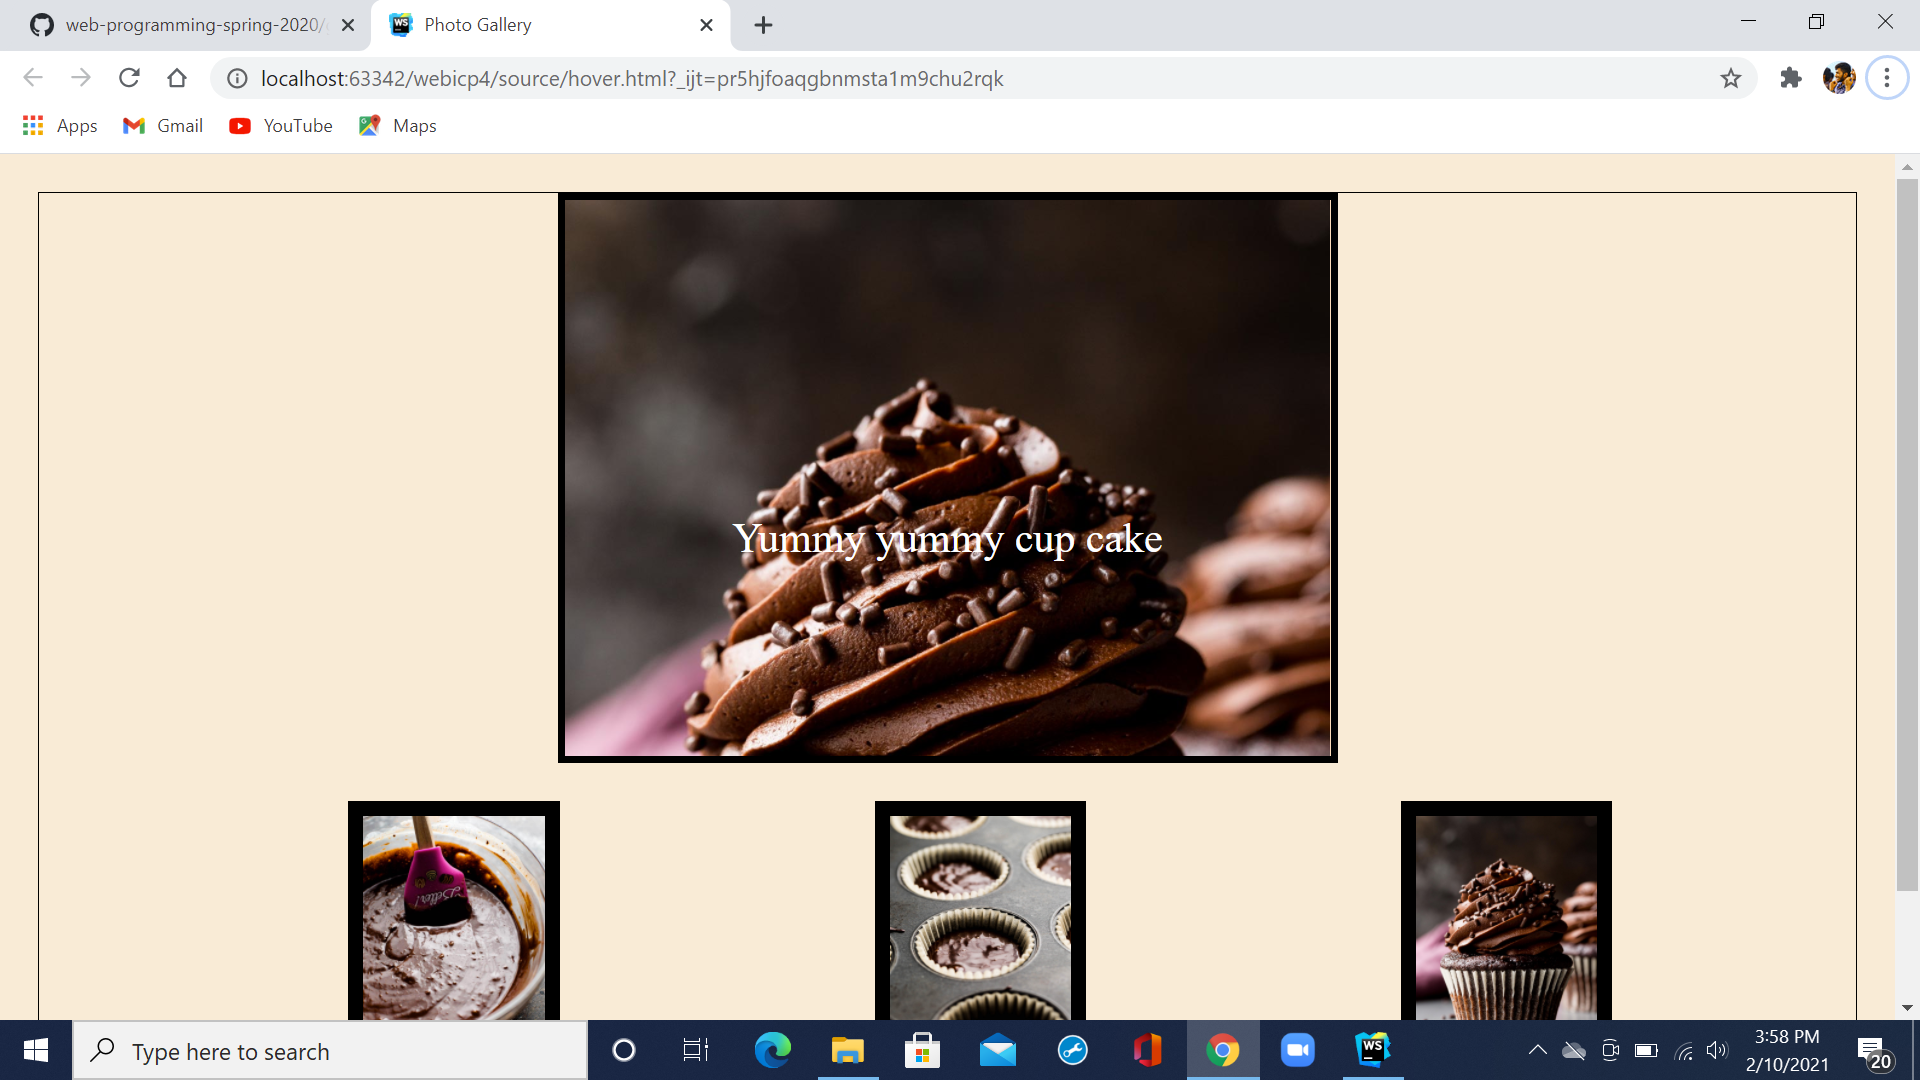 web-programming-spring-2020/
Photo Gallery
localhost:63342/webicp4/source/hover.html?_ijt=pr5hjfoaqgbnmsta1m9chu2rqk
Apps
Gmail
YouTube
Maps
Yummy yummy cup cake
Type here to search
WS
3:58 PM
2/10/2021
20